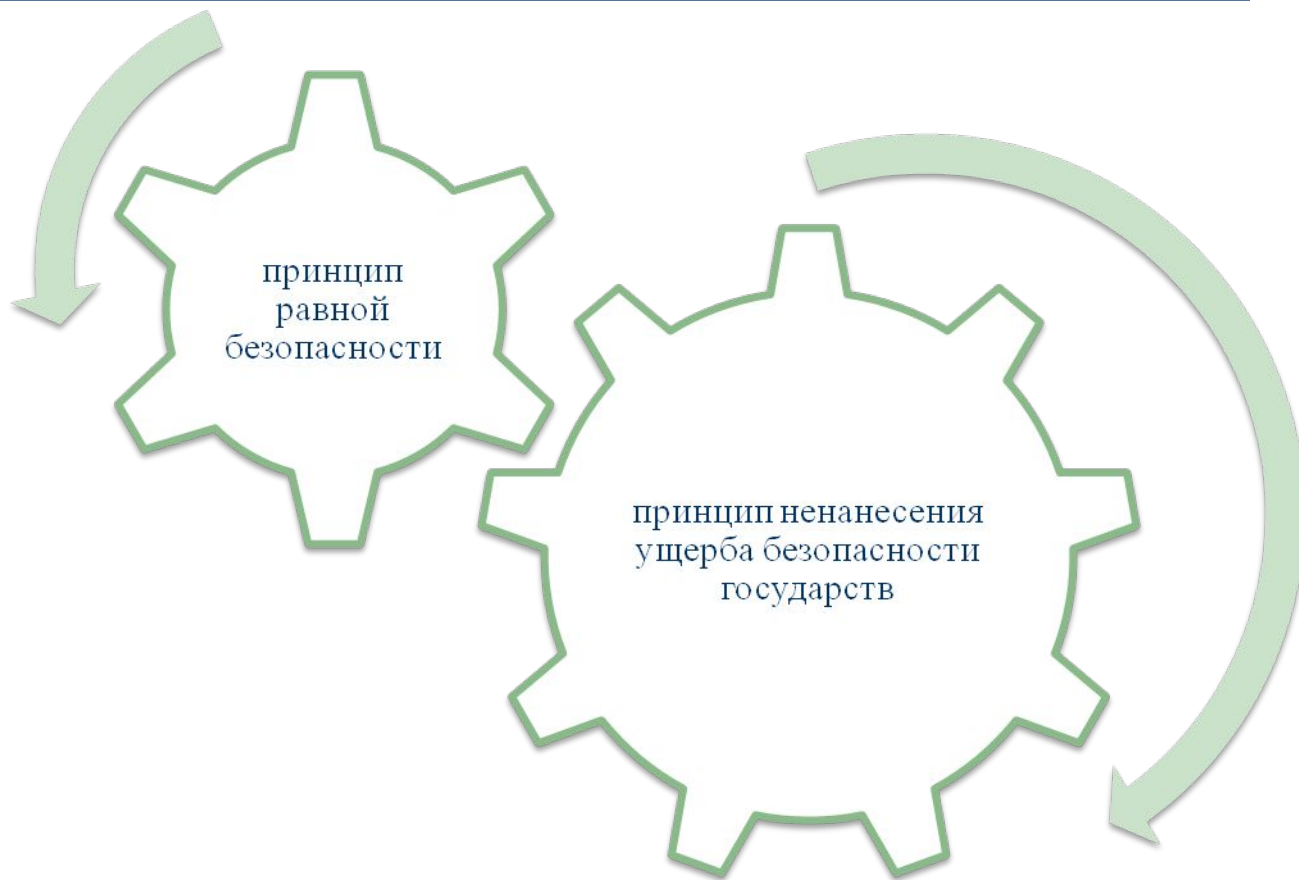 принцип
равной
безопасности
принцип ненанесения
ущерба безопасности
государств